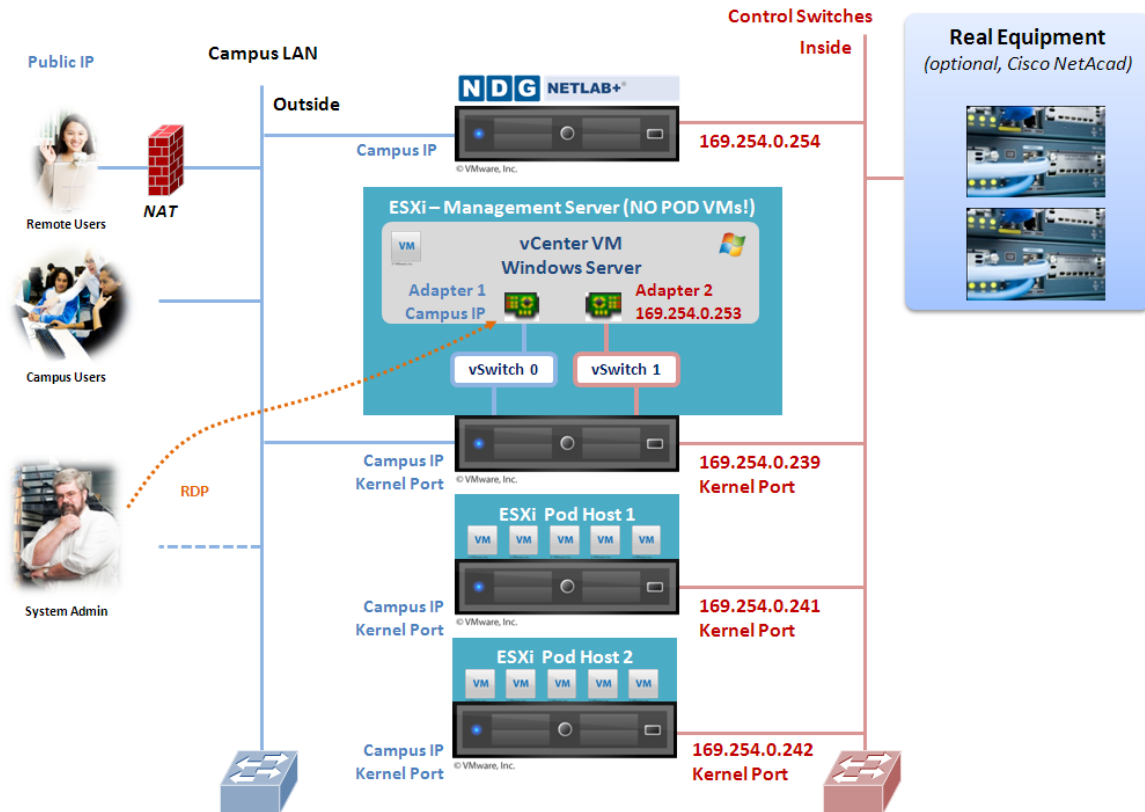 Control Switches
Real Equipment
(optional, Cisco NetAcad)
Public IP
Campus LAN
Inside
Outside
NDG NETLAB+®
Campus IP
169.254.0.254
© VMware, Inc.
NAT
Remote Users
ESXi – Management Server (NO POD VMs!)
VM
vCenter VM
Windows Server
Adapter 1
Campus IP
Adapter 2
169.254.0.253
vSwitch 0
vSwitch 1
Campus Users
Campus IP
Kernel Port
169.254.0.239
Kernel Port
© VMware, Inc.
RDP
System Admin
ESXi Pod Host 1
VM VM VM VM VM
Campus IP
Kernel Port
169.254.0.241
Kernel Port
© VMware, Inc.
ESXi Pod Host 2
VM VM VM VM VM
Campus IP
Kernel Port
169.254.0.242
Kernel Port
© VMware, Inc.